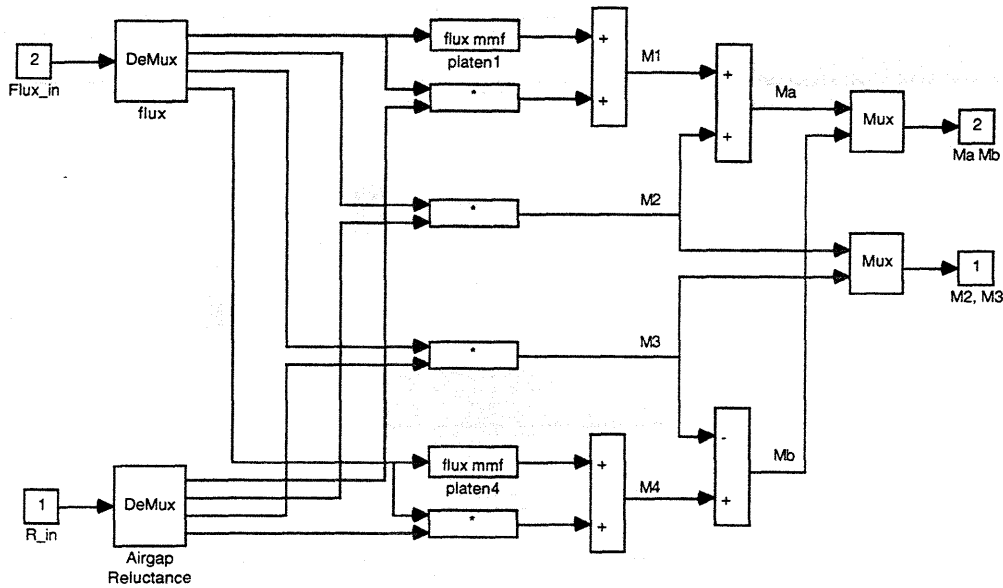 2
Flux_in
DeMux
flux
flux mmf
platen1
*
+
+
M1
+
+
Ma
Mux
2
Ma Mb
*
M2
Mux
1
M2, M3
*
M3
-
+
Mb
flux mmf
platen4
*
+
+
M4
1
R_in
DeMux
Airgap
Reluctance